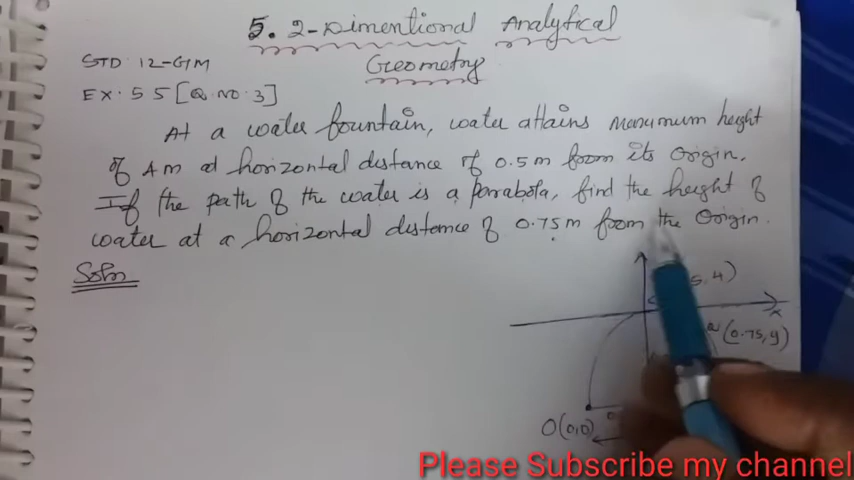 5. 2-Dimentional Analytical
Geometry
STD 12-GTM
EX. 5 5 [Q. NO. 3]
At a water fountain, water attains maximum height
of 4m at horizontal distance of 0.5m from its origin.
If the path of the water is a parabola, find the height of
water at a horizontal distance of 0.75m from the Origin.
Soln
5, 4)
x
(0.75, y)
O(0,0)
Please Subscribe my channel